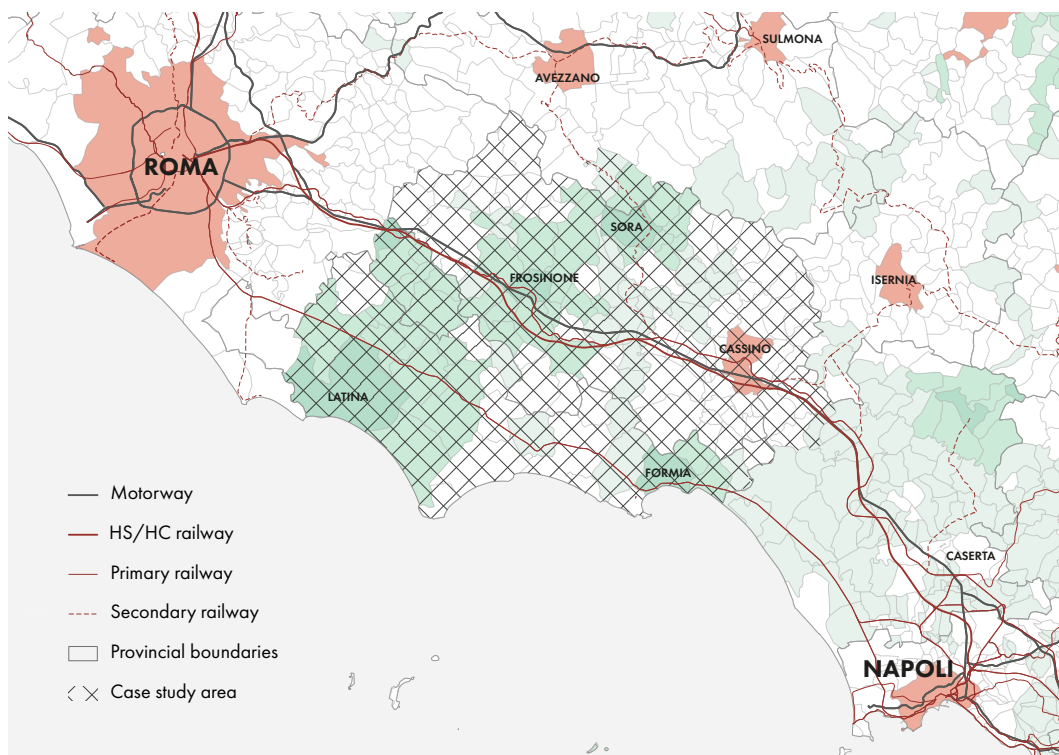 SULMONA
AVEZZANO
ROMA
SORA
FROSINONE
ISERNIA
CASSINO
LATINA
FORMIA
Motorway
HS/HC railway
Primary railway
CASERTA
Secondary railway
Provincial boundaries
NAPOLI
Case study area